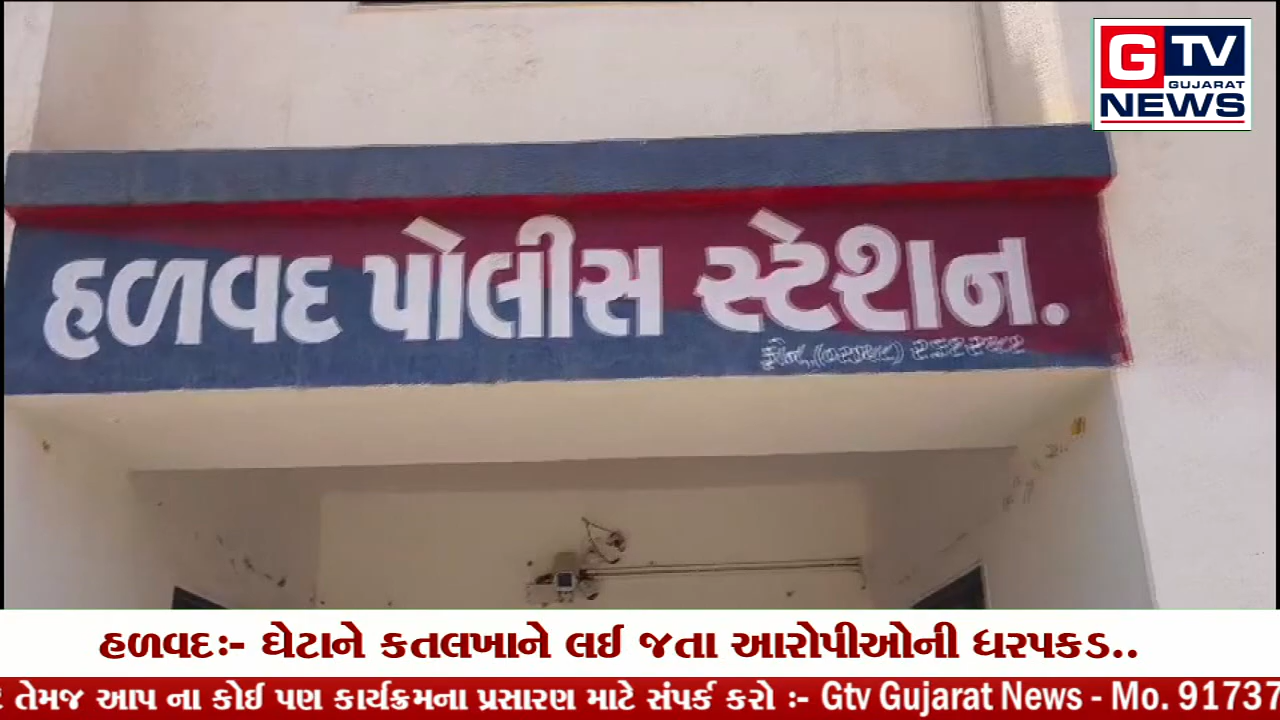 G TV
GUJARAT
NEWS
હળવદ પોલીસ સ્ટેશન.
ફોન.
હળવદઃ- ઘેટાને કતલખાને લઈ જતા આરોપીઓની ધરપકડ..
તેમજ આપ ના કોઈ પણ કાર્યક્રમના પ્રસારણ માટે સંપર્ક કરો ઃ- Gtv Gujarat News - Mo. 91737